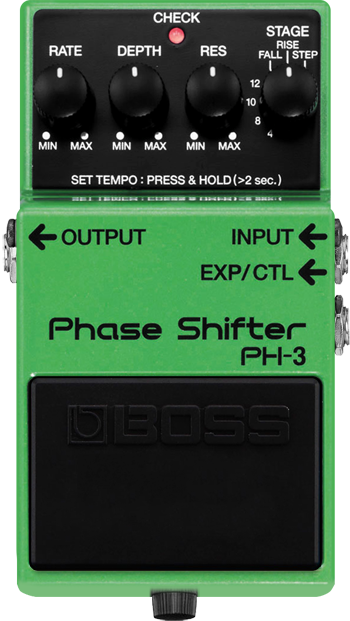 CHECK
RATE DEPTH RES STAGE
FALL RISE STEP
12
10
8
4
MIN MAX MIN MAX MIN MAX
SET TEMPO : PRESS & HOLD (>2 sec.)
OUTPUT INPUT
EXP/CTL
Phase Shifter
PH-3
BOSS